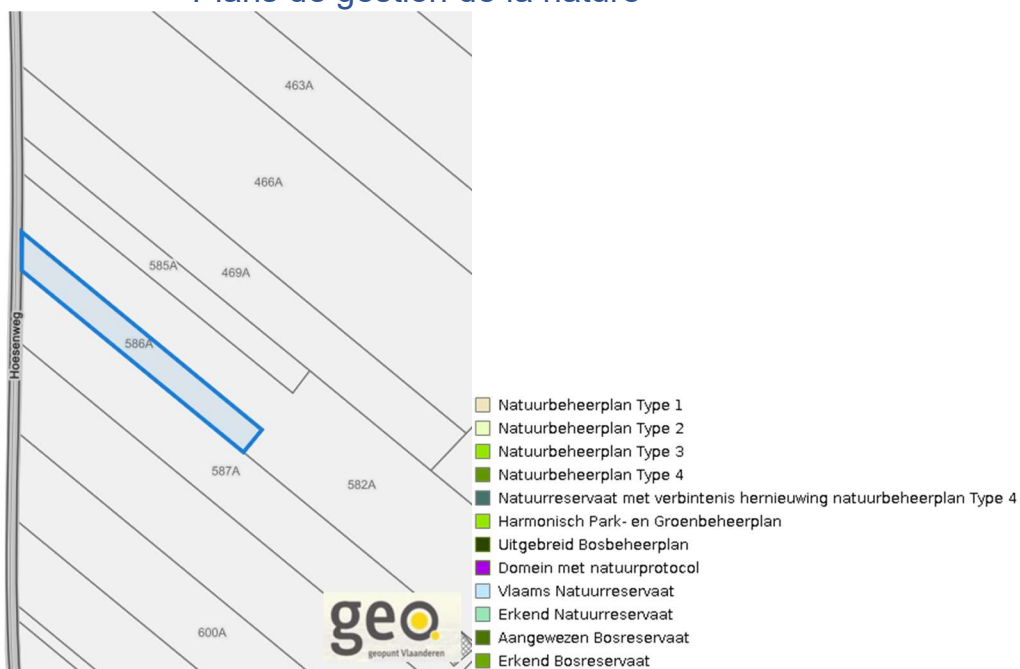 Plans de gestion de la nature
463A
466A
585A
469A
586A
Hoesenweg
587A
582A
600A
geo.
geopunt Vlaanderen
Natuurbeheerplan Type 1
Natuurbeheerplan Type 2
Natuurbeheerplan Type 3
Natuurbeheerplan Type 4
Natuurreservaat met verbintenis hernieuwing natuurbeheerplan Type 4
Harmonisch Park- en Groenbeheerplan
Uitgebreid Bosbeheerplan
Domein met natuurprotocol
Vlaams Natuurreservaat
Erkend Natuurreservaat
Aangewezen Bosreservaat
Erkend Bosreservaat